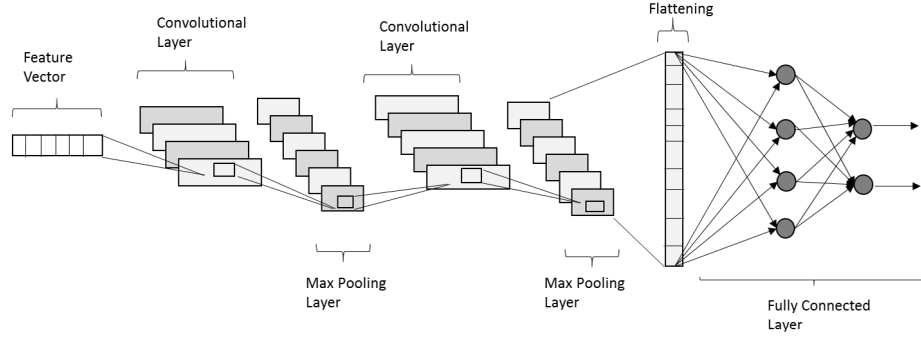 Flattening
Convolutional
Layer
Convolutional
Layer
Feature
Vector
Max Pooling
Layer
Max Pooling
Layer
Fully Connected
Layer